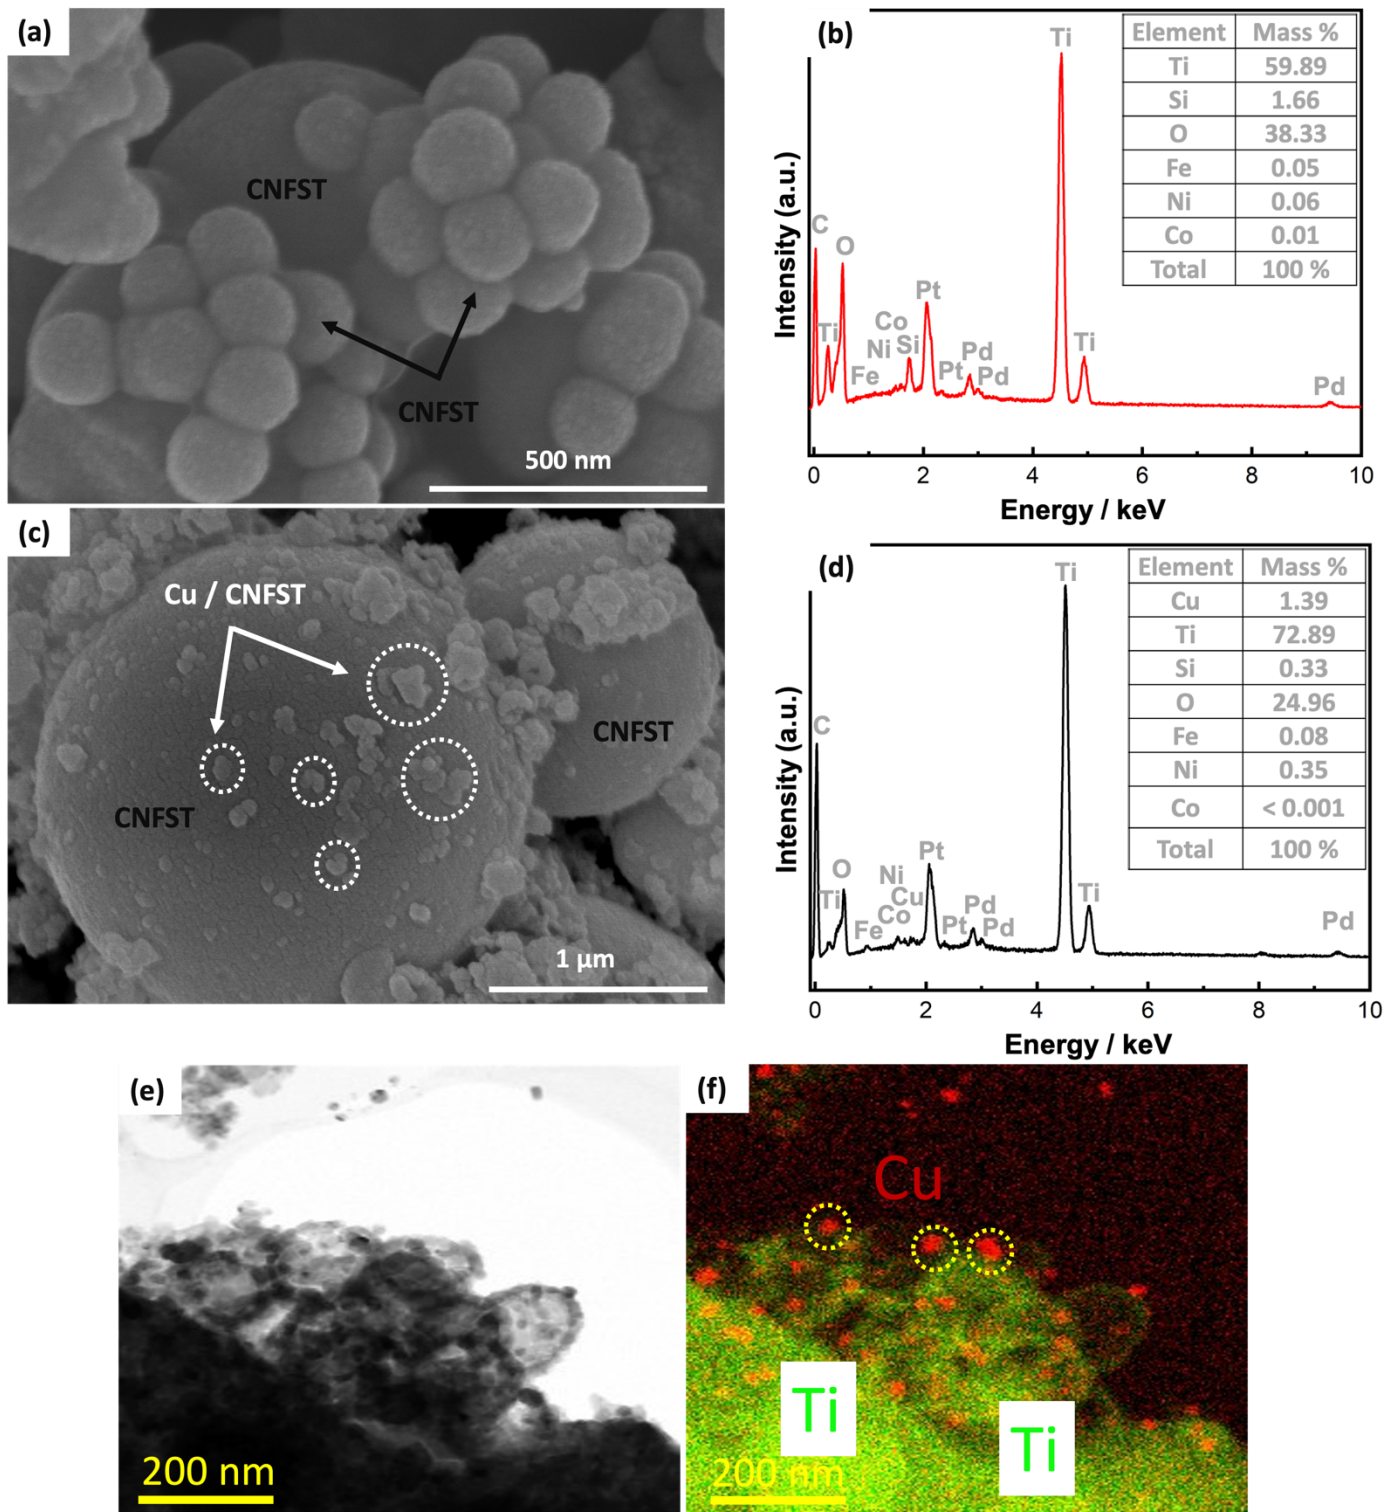 (a)
CNFST
CNFST
500 nm
(b)
Intensity (a.u.)
C
Ti
O
Fe
Ni
Co
Si
Pt
Pt
Pd
Pd
Ti
Ti
Pd
Element Mass %
Ti 59.89
Si 1.66
O 38.33
Fe 0.05
Ni 0.06
Co 0.01
Total 100 %
0 2 4 6 8 10
Energy / keV
(c)
Cu / CNFST
CNFST
CNFST
1 µm
(d)
Intensity (a.u.)
C
Ti
O
Fe
Ni
Co
Cu
Pt
Pt
Pd
Pd
Ti
Ti
Pd
Element Mass %
Cu 1.39
Ti 72.89
Si 0.33
O 24.96
Fe 0.08
Ni 0.35
Co < 0.001
Total 100 %
0 2 4 6 8 10
Energy / keV
(e)
200 nm
(f)
Cu
Ti
Ti
200 nm